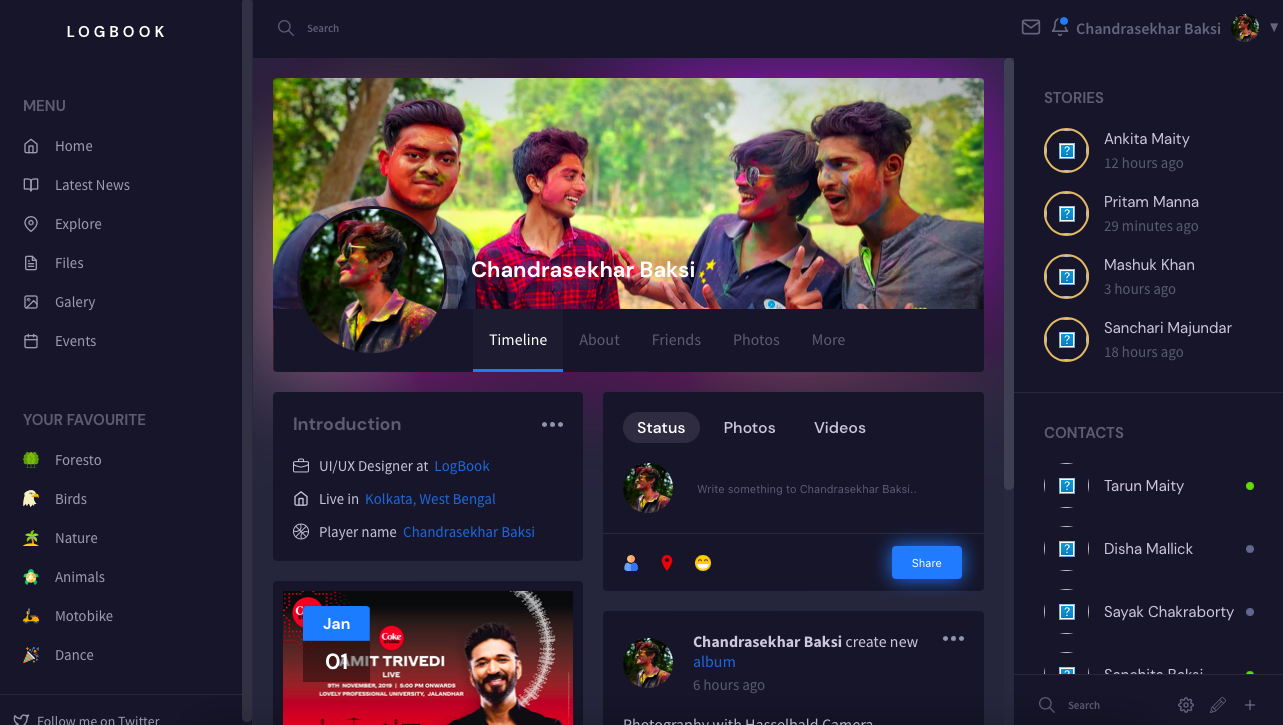 LOGBOOK
Search
Chandrasekhar Baksi
MENU
Home
Latest News
Explore
Files
Galery
Events
YOUR FAVOURITE
Foresto
Birds
Nature
Animals
Motobike
Dance
Follow me on Twitter
Chandrasekhar Baksi
Timeline
About
Friends
Photos
More
Introduction
UI/UX Designer at LogBook
Live in Kolkata, West Bengal
Player name Chandrasekhar Baksi
Jan
01
Coke
AMIT TRIVEDI
LIVE
9TH NOVEMBER, 2019 | 5:00 PM ONWARDS
LOVELY PROFESSIONAL UNIVERSITY, JALANDHAR
Status
Photos
Videos
Write something to Chandrasekhar Baksi..
Share
Chandrasekhar Baksi create new
album
6 hours ago
Photography with Hasselbald Camera
STORIES
Ankita Maity
12 hours ago
Pritam Manna
29 minutes ago
Mashuk Khan
3 hours ago
Sanchari Majundar
18 hours ago
CONTACTS
Tarun Maity
Disha Mallick
Sayak Chakraborty
Sanchita Baksi
Search